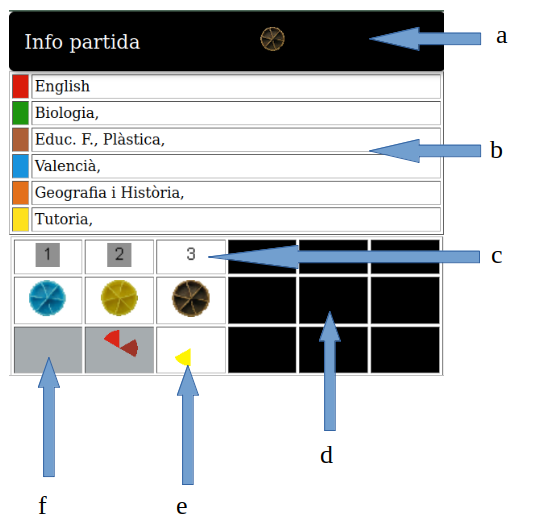 Info partida
a
English
Biologia,
Educ. F., Plàstica,
b
Valencià,
Geografia i Història,
Tutoria,
1 2 3
c
d
f e